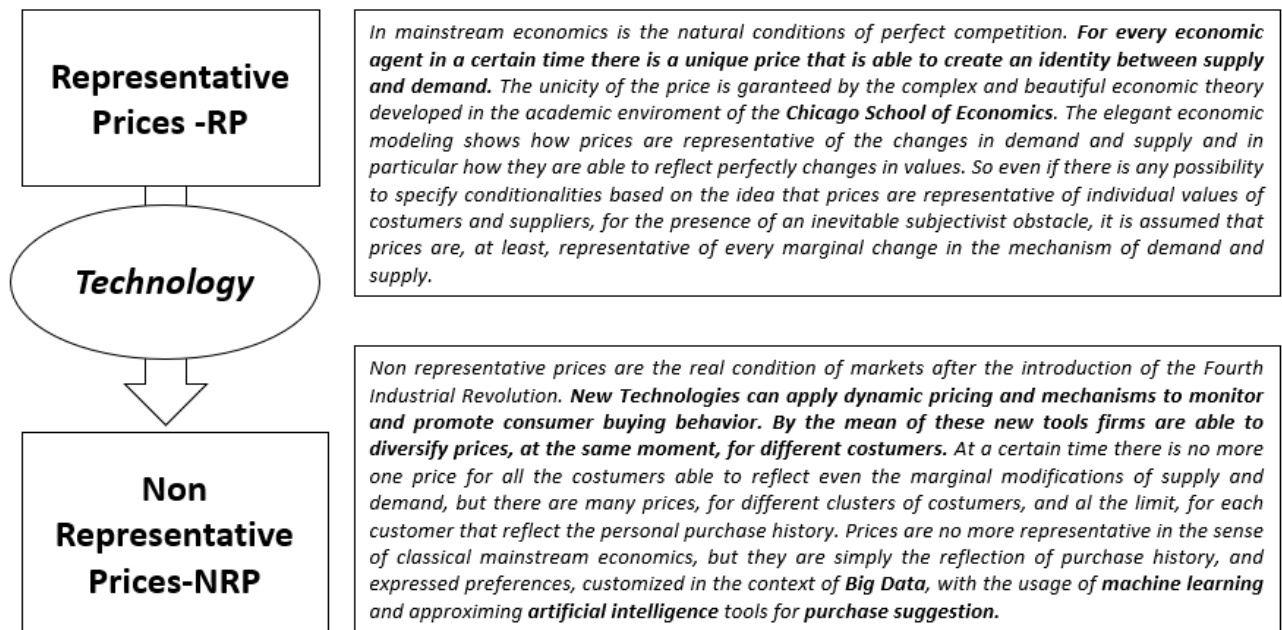 Representative
Prices -RP
In mainstream economics is the natural conditions of perfect competition. For every economic
agent in a certain time there is a unique price that is able to create an identity between supply
and demand. The unicity of the price is garanteed by the complex and beautiful economic theory
developed in the academic enviroment of the Chicago School of Economics. The elegant economic
modeling shows how prices are representative of the changes in demand and supply and in
particular how they are able to reflect perfectly changes in values. So even if there is any possibility
to specify conditionalities based on the idea that prices are representative of individual values of
costumers and suppliers, for the presence of an inevitable subjectivist obstacle, it is assumed that
prices are, at least, representative of every marginal change in the mechanism of demand and
supply.
Technology
Non
Representative
Prices-NRP
Non representative prices are the real condition of markets after the introduction of the Fourth
Industrial Revolution. New Technologies can apply dynamic pricing and mechanisms to monitor
and promote consumer buying behavior. By the mean of these new tools firms are able to
diversify prices, at the same moment, for different costumers. At a certain time there is no more
one price for all the costumers able to reflect even the marginal modifications of supply and
demand, but there are many prices, for different clusters of costumers, and al the limit, for each
customer that reflect the personal purchase history. Prices are no more representative in the sense
of classical mainstream economics, but they are simply the reflection of purchase history, and
expressed preferences, customized in the context of Big Data, with the usage of machine learning
and approximing artificial intelligence tools for purchase suggestion.